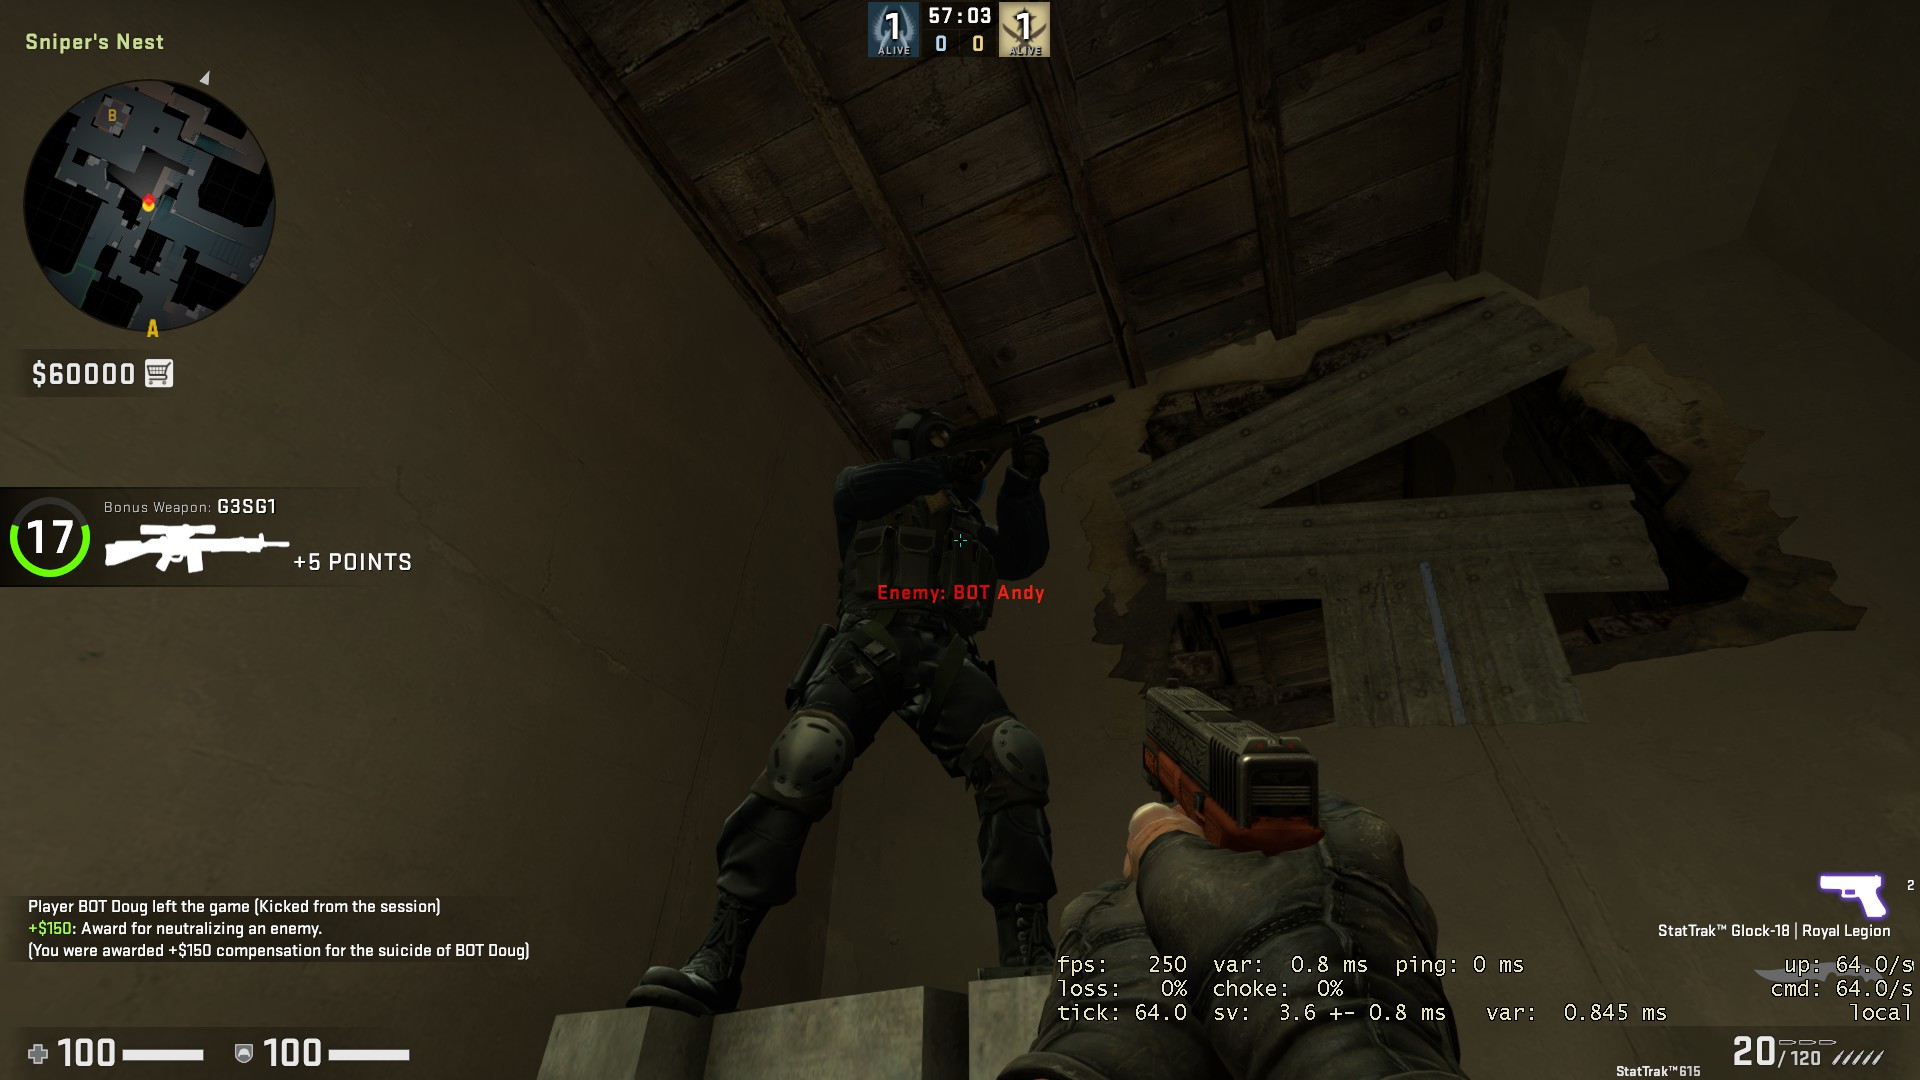 Sniper's Nest
1
ALIVE
57:03
0 0
1
ALIVE
B
A
$60000
17
Bonus Weapon: G3SG1
+5 POINTS
Enemy: BOT Andy
Player BOT Doug left the game (Kicked from the session)
+$150: Award for neutralizing an enemy.
(You were awarded +$150 compensation for the suicide of BOT Doug)
2
StatTrak™ Glock-18 | Royal Legion
fps: 250 var: 0.8 ms ping: 0 ms up: 64.0/s
loss: 0% choke: 0% cmd: 64.0/s
tick: 64.0 sv: 3.6 +- 0.8 ms var: 0.845 ms local
100 100
20/120
StatTrak™615